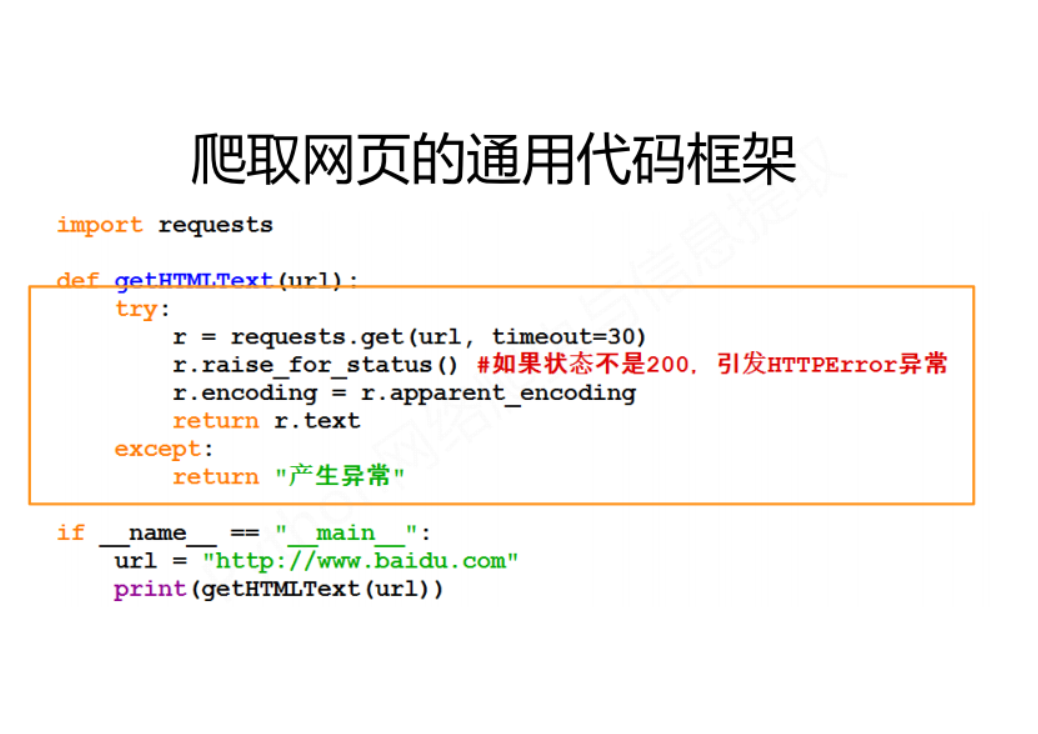 爬取网页的通用代码框架
import requests
def getHTMLText(url):
try:
r = requests.get(url, timeout=30)
r.raise_for_status() #如果状态不是200，引发HTTPError异常
r.encoding = r.apparent_encoding
return r.text
except:
return "产生异常"
if __name__ == "__main__":
url = "http://www.baidu.com"
print(getHTMLText(url))